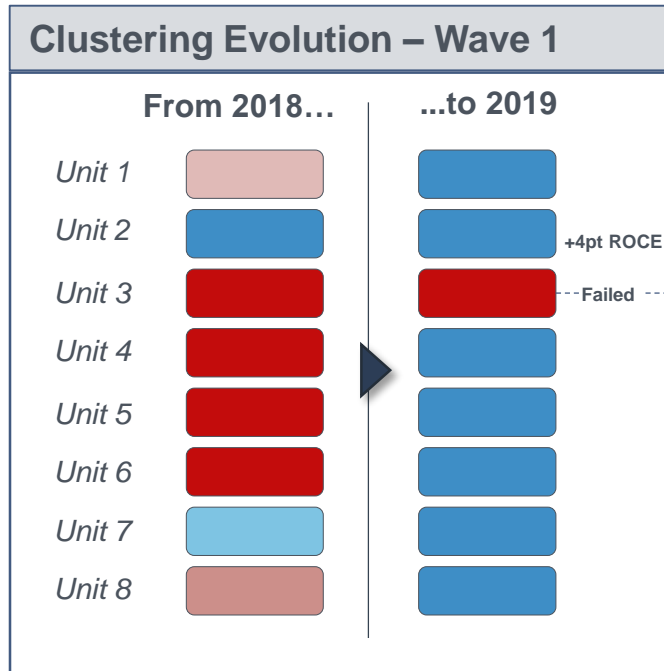 Clustering Evolution – Wave 1
From 2018…
...to 2019
Unit 1
Unit 2
+4pt ROCE
Unit 3
Failed
Unit 4
Unit 5
Unit 6
Unit 7
Unit 8